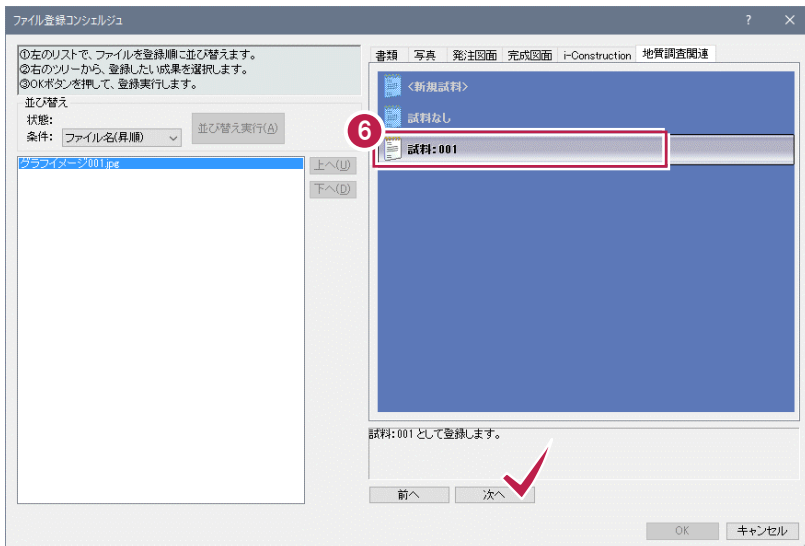 ファイル登録コンシェルジュ
?
×
①左のリストで、ファイルを登録順に並び替えます。
②右のツリーから、登録したい成果を選択します。
③OKボタンを押して、登録実行します。
並び替え
状態:
条件: ファイル名(昇順)
並び替え実行(A)
グラフイメージ001.jpg
上へ(U)
下へ(D)
書類 写真 発注図面 完成図面 i-Construction 地質調査関連
<新規試料>
試料なし
6
試料:001
試料:001として登録します。
前へ
次へ
OK
キャンセル